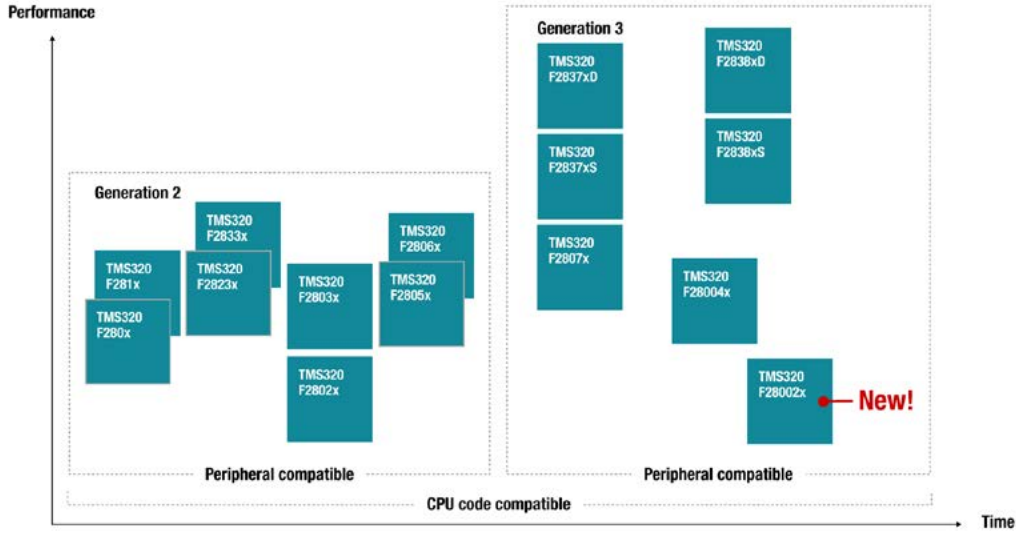 Performance
Generation 3
TMS320
F2837xD
TMS320
F2838xD
TMS320
F2837xS
TMS320
F2838xS
Generation 2
TMS320
F2833x
TMS320
F2806x
TMS320
F281x
TMS320
F2823x
TMS320
F2803x
TMS320
F2805x
TMS320
F2807x
TMS320
F28004x
TMS320
F280x
TMS320
F2802x
TMS320
F28002x
New!
Peripheral compatible
Peripheral compatible
CPU code compatible
Time